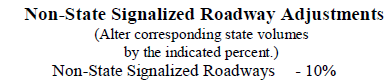 Non-State Signalized Roadway Adjustments
(Alter corresponding state volumes
by the indicated percent.)
Non-State Signalized Roadways - 10%